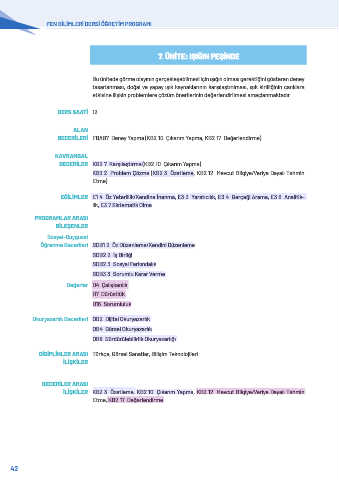 FEN BİLİMLERİ DERSİ ÖĞRETİM PROGRAMI
7. ÜNİTE: IŞIĞIN PEŞİNDE
Bu ünitede görme olayının gerçekleşebilmesi için ışığın olması gerektiğini gösteren deney
tasarlanması, doğal ve yapay ışık kaynaklarının karşılaştırılması, ışık kirliliğinin canlılara
etkisine ilişkin problemlere çözüm önerilerinin değerlendirilmesi amaçlanmaktadır.
DERS SAATİ 12
ALAN
BECERİLERİ FBAB7. Deney Yapma (KB2.10. Çıkarım Yapma, KB2.17. Değerlendirme)
KAVRAMSAL
BECERİLER KB2.7. Karşılaştırma (KB2.10. Çıkarım Yapma)
KB3.2. Problem Çözme (KB2.3. Özetleme, KB2.12. Mevcut Bilgiye/Veriye Dayalı Tahmin
Etme)
EĞİLİMLER E1.4. Öz Yeterlilik/Kendine İnanma, E3.3. Yaratıcılık, E3.4. Gerçeği Arama, E3.6. Analitik-
lik, E3.7. Sistematik Olma
PROGRAMLAR ARASI
BİLEŞENLER
Sosyal-Duygusal
Öğrenme Becerileri SDB1.2. Öz Düzenleme/Kendini Düzenleme
SDB2.2. İş Birliği
SDB2.3. Sosyal Farkındalık
SDB3.3. Sorumlu Karar Verme
Değerler D4. Çalışkanlık
D7. Dürüstlük
D16. Sorumluluk
Okuryazarlık Becerileri OB2. Dijital Okuryazarlık
OB4. Görsel Okuryazarlık
OB8. Sürdürülebilirlik Okuryazarlığı
DİSİPLİNLER ARASI Türkçe, Görsel Sanatlar, Bilişim Teknolojileri
İLİŞKİLER
BECERİLER ARASI
İLİŞKİLER KB2.3. Özetleme, KB2.10. Çıkarım Yapma, KB2.12. Mevcut Bilgiye/Veriye Dayalı Tahmin
Etme, KB2.17. Değerlendirme
42